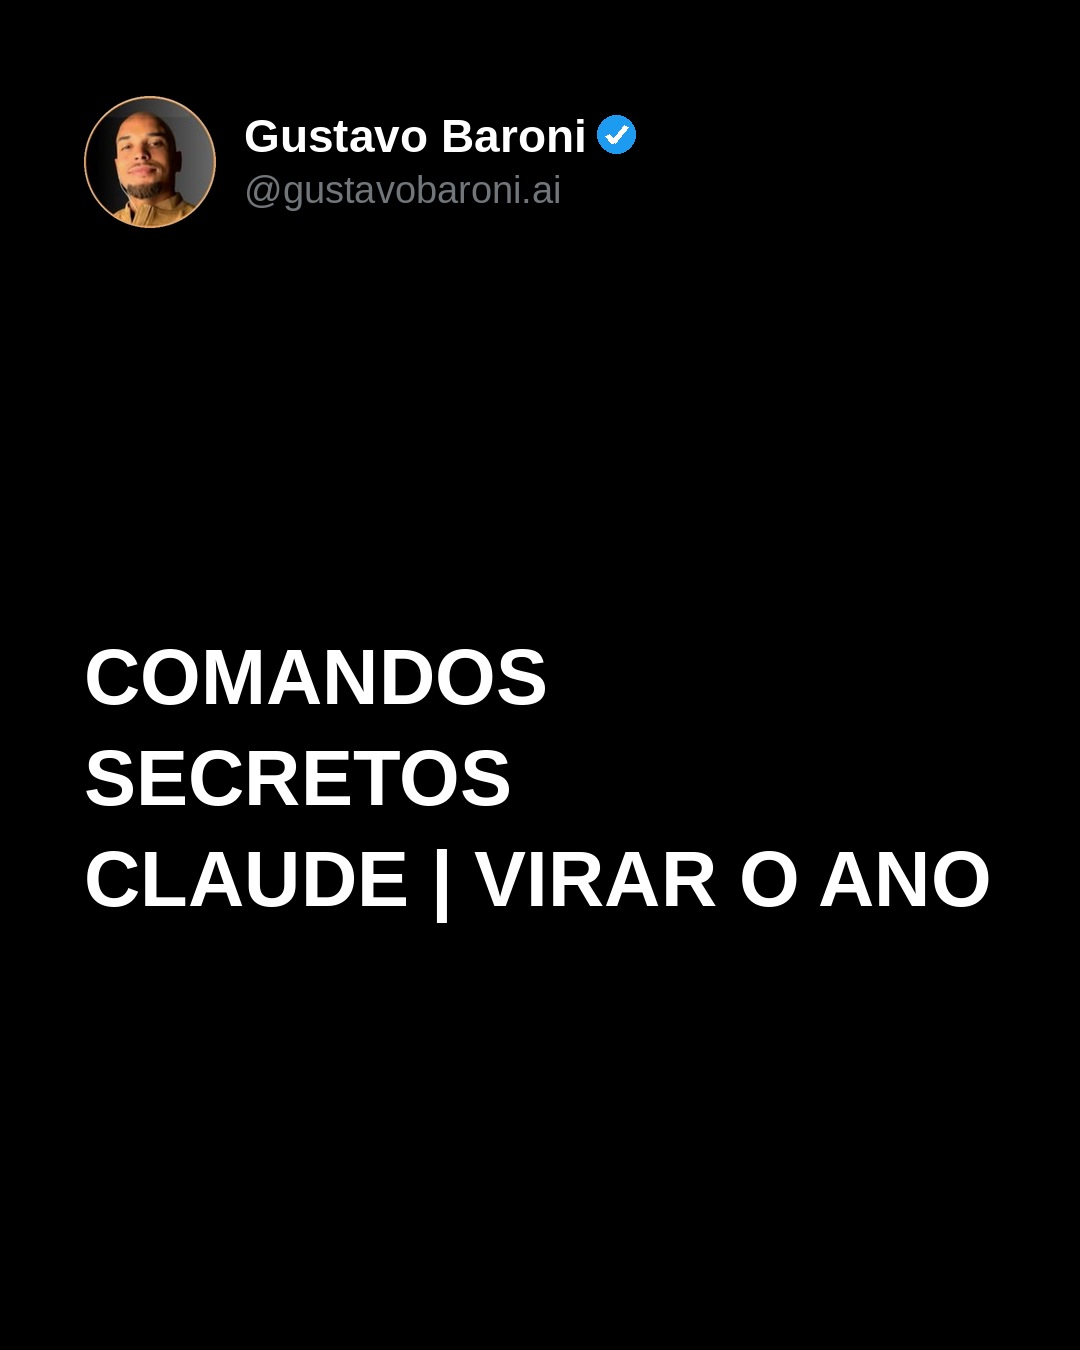 Gustavo Baroni
@gustavobaroni.ai
COMANDOS
SECRETOS
CLAUDE | VIRAR O ANO